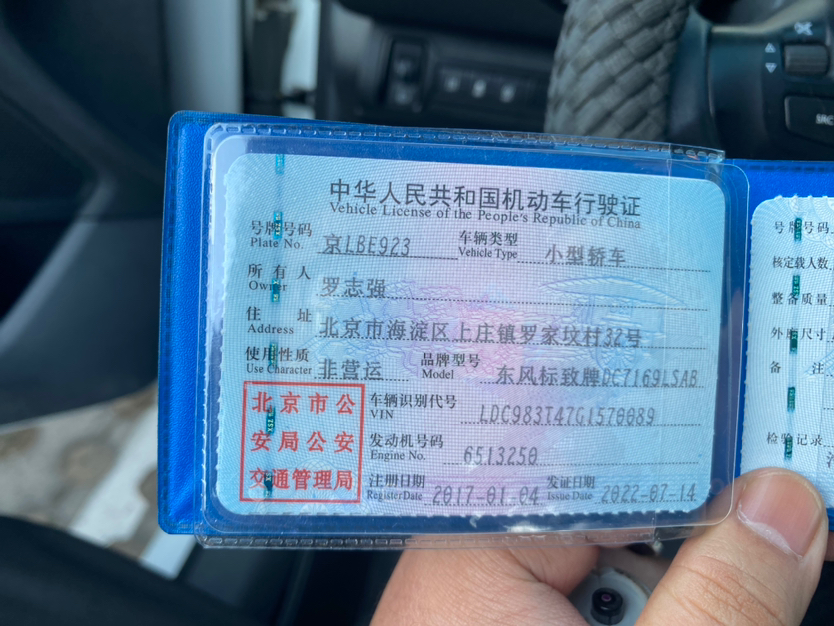 中华人民共和国机动车行驶证
Vehicle License of the People's Republic of China
号牌号码 京LBE923 车辆类型 小型轿车
Plate No. Vehicle Type
所有人 罗志强
Owner
住址 北京市海淀区上庄镇罗家坟村32号
Address
使用性质 非营运 品牌型号 东风标致牌DC7169LSAB
Use Character Model
北京市公
安局公安
交通管理局
车辆识别代号 LDC983T47G1570089
VIN
发动机号码 6513250
Engine No.
注册日期 2017-01-04 发证日期 2022-07-14
Register Date Issue Date
号牌号码
核定载人数
整备质量
外廓尺寸
备注
检验记录